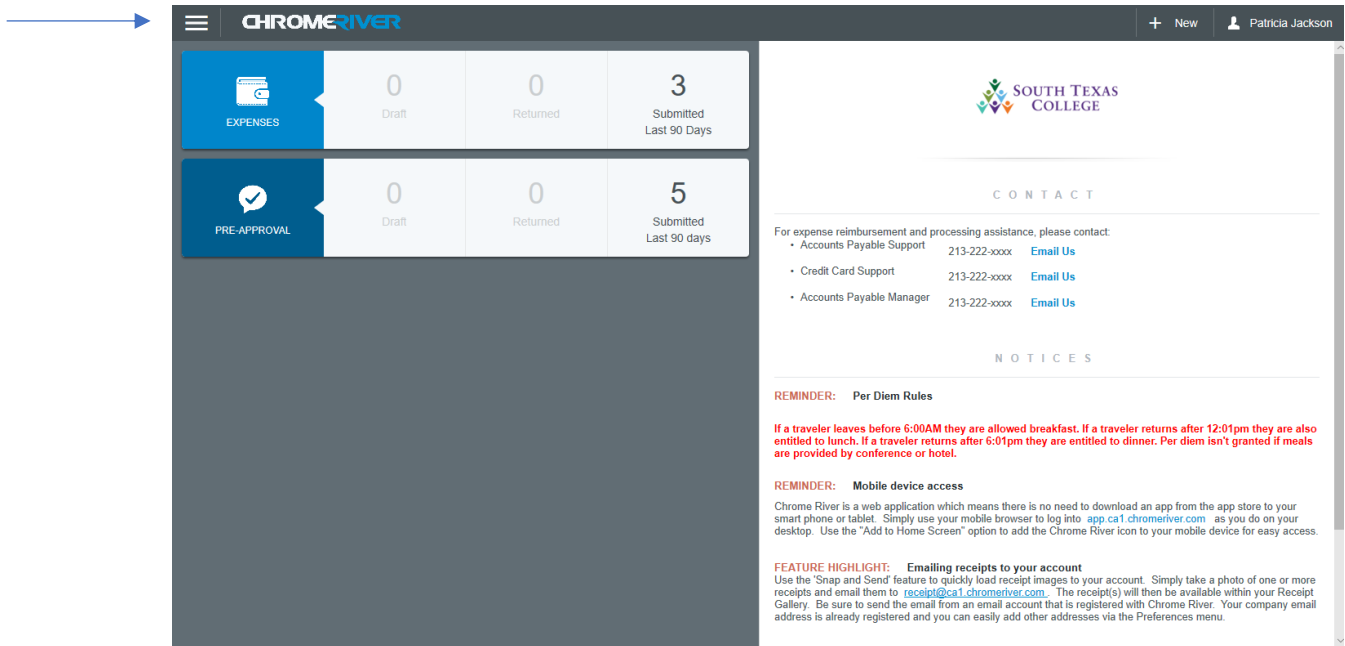 CHROMERIVER
+ New
Patricia Jackson
EXPENSES
0
Draft
0
Returned
3
Submitted
Last 90 Days
PRE-APPROVAL
0
Draft
0
Returned
5
Submitted
Last 90 days
SOUTH TEXAS
COLLEGE
CONTACT
For expense reimbursement and processing assistance, please contact:
• Accounts Payable Support 213-222-xxxx Email Us
• Credit Card Support 213-222-xxxx Email Us
• Accounts Payable Manager 213-222-xxxx Email Us
NOTICES
REMINDER: Per Diem Rules
If a traveler leaves before 6:00AM they are allowed breakfast. If a traveler returns after 12:01pm they are also
entitled to lunch. If a traveler returns after 6:01pm they are entitled to dinner. Per diem isn't granted if meals
are provided by conference or hotel.
REMINDER: Mobile device access
Chrome River is a web application which means there is no need to download an app from the app store to your
smart phone or tablet. Simply use your mobile browser to log into app.ca1.chromeriver.com as you do on your
desktop. Use the "Add to Home Screen" option to add the Chrome River icon to your mobile device for easy access.
FEATURE HIGHLIGHT: Emailing receipts to your account
Use the 'Snap and Send' feature to quickly load receipt images to your account. Simply take a photo of one or more
receipts and email them to receipt@ca1.chromeriver.com . The receipt(s) will then be available within your Receipt
Gallery. Be sure to send the email from an email account that is registered with Chrome River. Your company email
address is already registered and you can easily add other addresses via the Preferences menu.